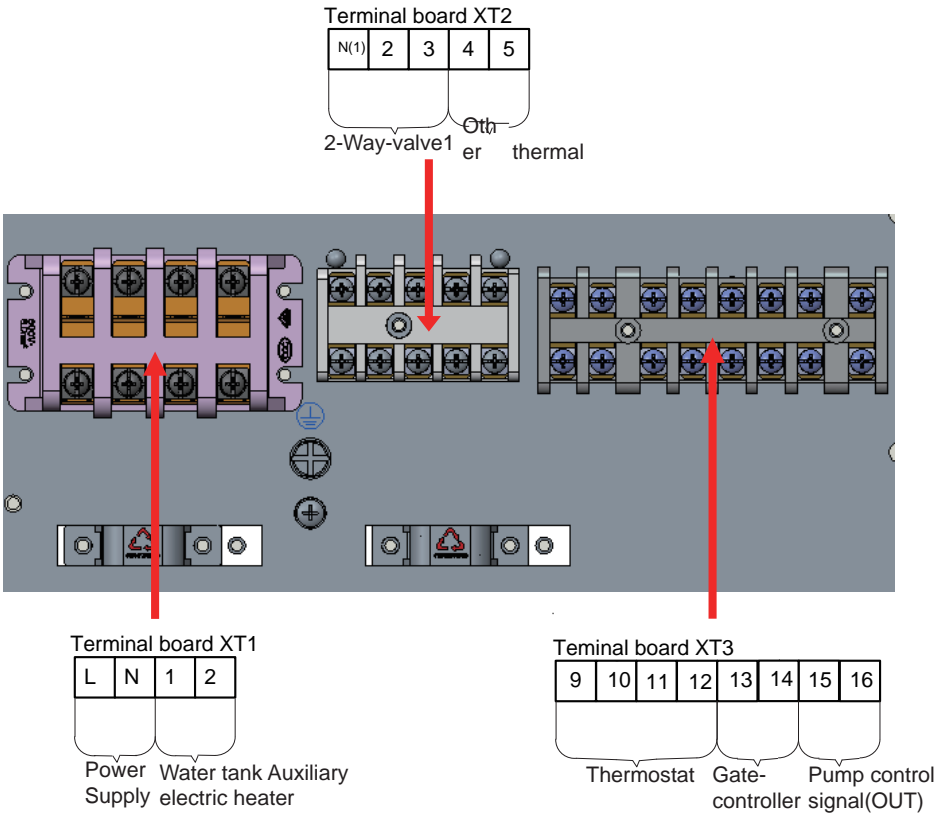 Terminal board XT2
N(1) 2 3 4 5
2-Way-valve1 Oth
er thermal
Terminal board XT1
L N 1 2
Power Water tank Auxiliary
Supply electric heater
Teminal board XT3
9 10 11 12 13 14 15 16
Thermostat Gate- Pump control
controller signal(OUT)